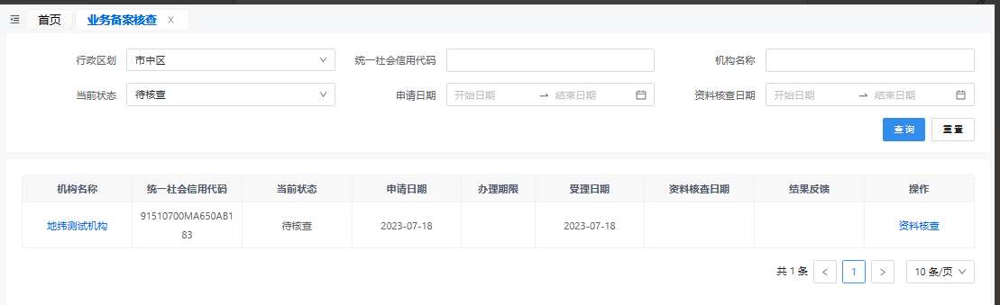 首页 业务备案核查 X
行政区划 市中区 统一社会信用代码 机构名称
当前状态 待核查 申请日期 开始日期 → 结束日期 资料核查日期 开始日期 → 结束日期
查询 重置
机构名称 统一社会信用代码 当前状态 申请日期 办理期限 受理日期 资料核查日期 结果反馈 操作
地纬测试机构 91510700MA650AB1 待核查 2023-07-18 2023-07-18 资料核查
83
共 1 条 < 1 > 10 条/页